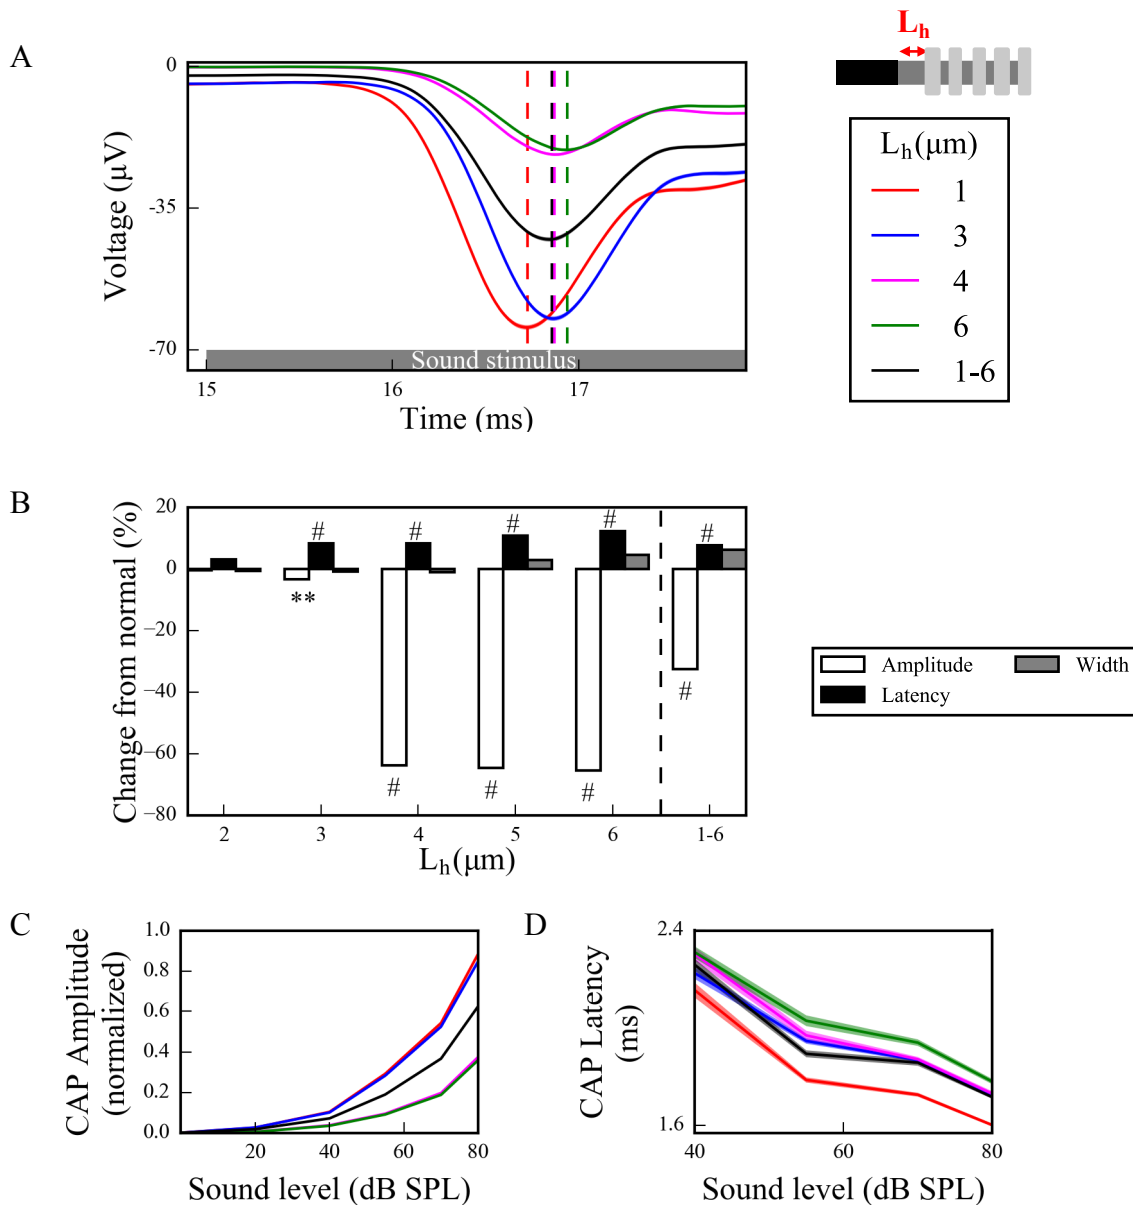 A
L_h
0
-35
-70
Voltage (μV)
Sound stimulus
15 16 17
Time (ms)
L_h(μm)
1
3
4
6
1-6
B
Change from normal (%)
20
0
−20
−40
−60
−80
# # # # #
**
# # # #
2 3 4 5 6 1-6
L_h(μm)
Amplitude Width
Latency
C
CAP Amplitude
(normalized)
1.0
0.8
0.6
0.4
0.2
0.0
0 20 40 60 80
Sound level (dB SPL)
D
CAP Latency
(ms)
2.4
1.6
40 60 80
Sound level (dB SPL)